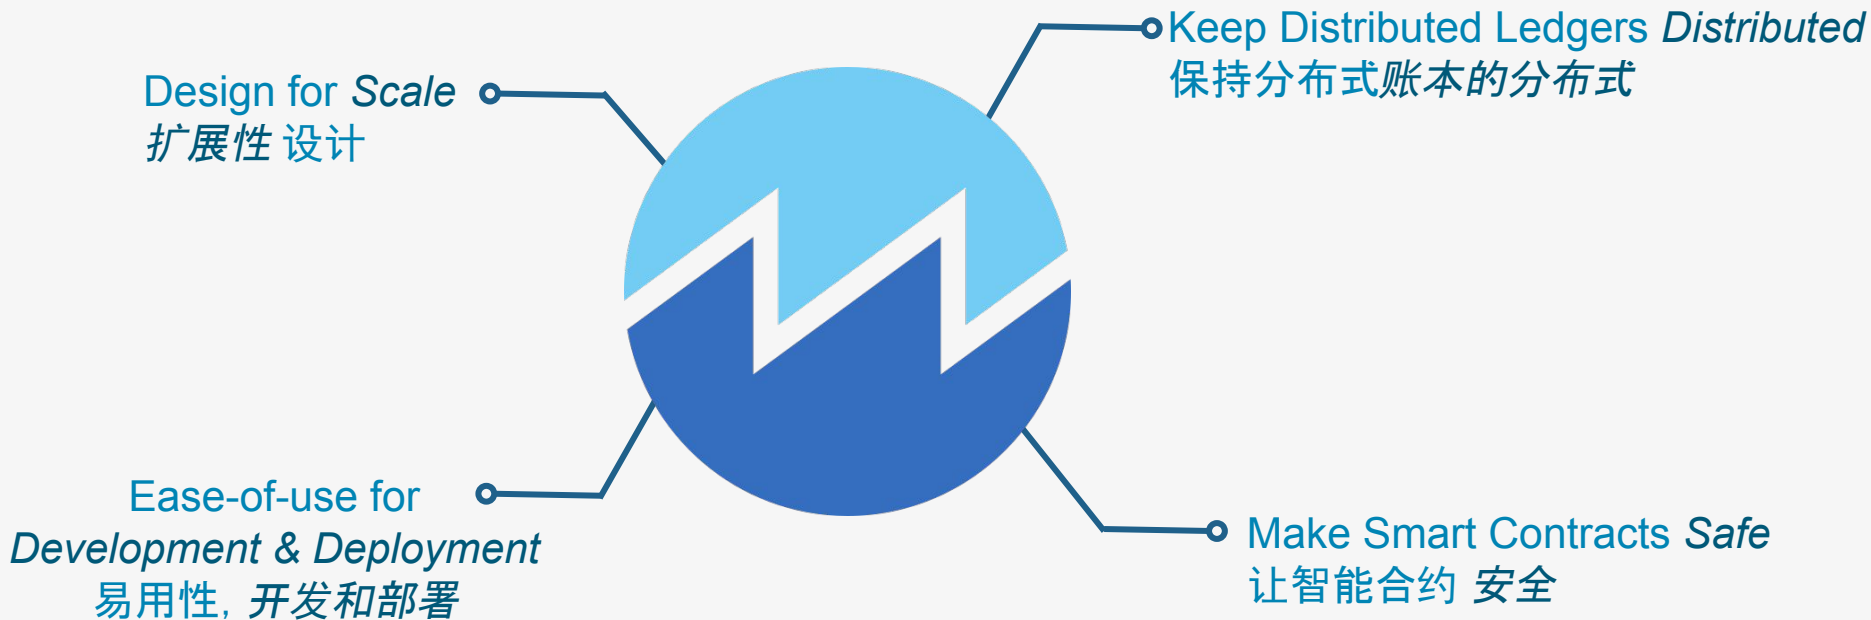 Design for Scale
扩展性 设计
Keep Distributed Ledgers Distributed
保持分布式账本的分布式
Ease-of-use for
Development & Deployment
易用性, 开发和部署
Make Smart Contracts Safe
让智能合约 安全